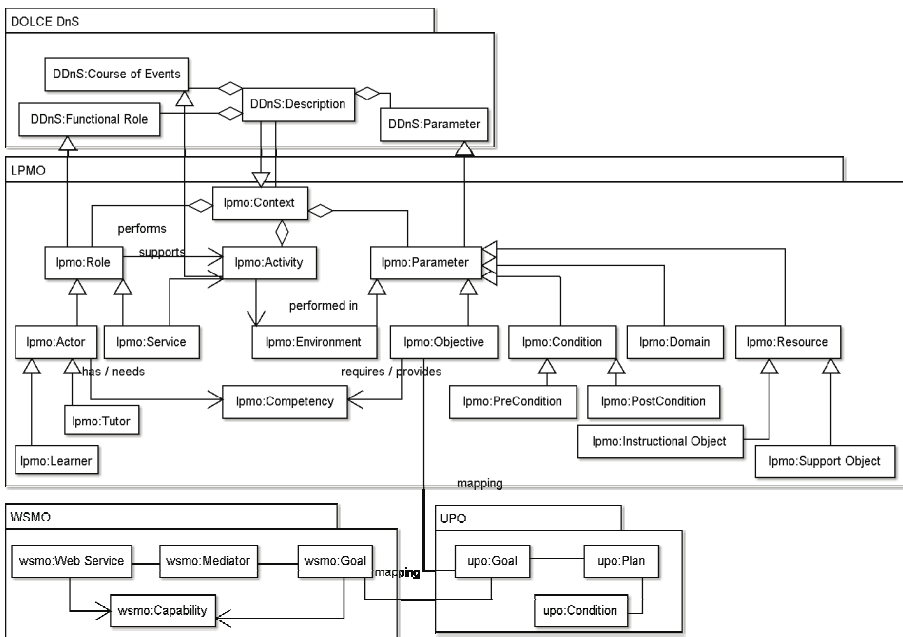 DOLCE DnS
DDnS:Course of Events
DDnS:Description
DDnS:Functional Role
DDnS:Parameter
LPMO
lpmo:Context
performs
supports
lpmo:Role
lpmo:Activity
lpmo:Parameter
performed in
lpmo:Actor
lpmo:Service
lpmo:Environment
lpmo:Objective
lpmo:Condition
lpmo:Domain
lpmo:Resource
has / needs
requires / provides
lpmo:Competency
lpmo:PreCondition
lpmo:PostCondition
lpmo:Tutor
lpmo:Instructional Object
lpmo:Learner
lpmo:Support Object
mapping
WSMO
UPO
wsmo:Web Service
wsmo:Mediator
wsmo:Goal
mapping
upo:Goal
upo:Plan
wsmo:Capability
upo:Condition